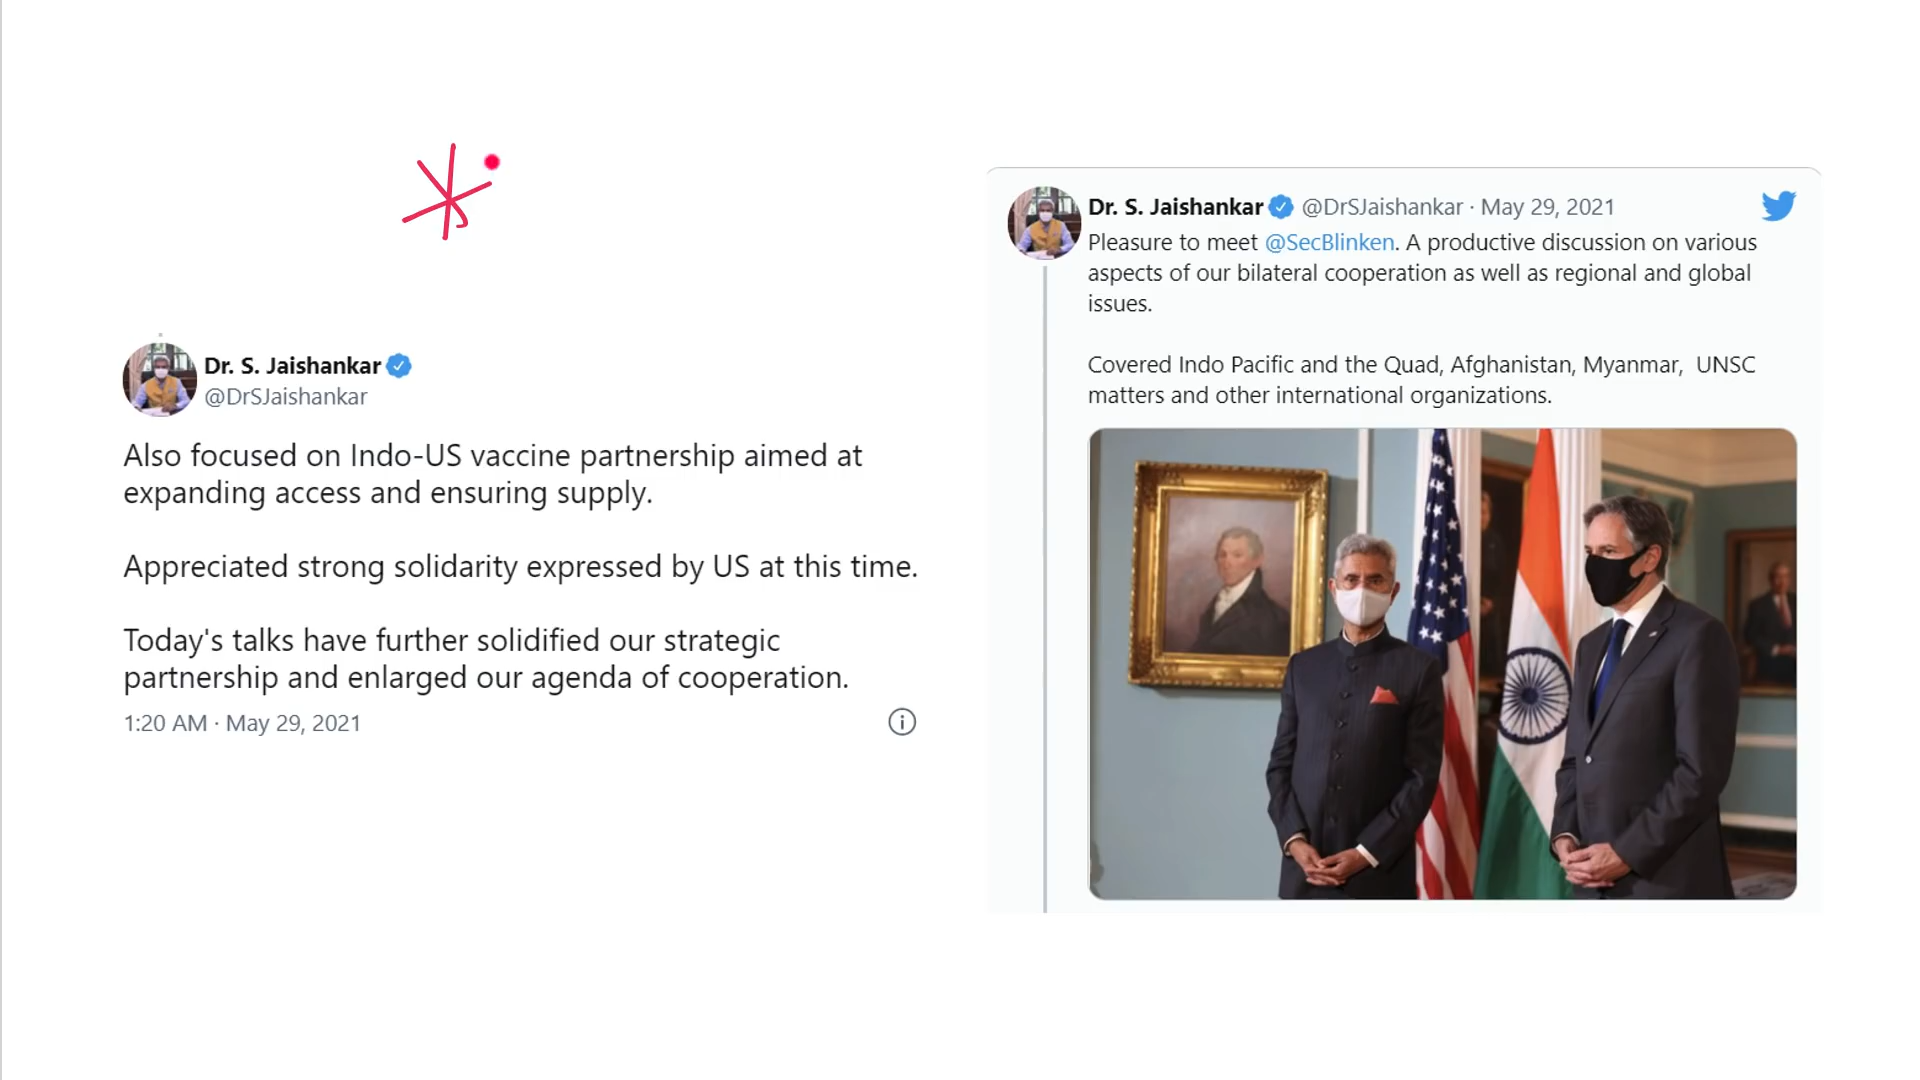 Dr. S. Jaishankar
@DrSJaishankar
Also focused on Indo-US vaccine partnership aimed at
expanding access and ensuring supply.
Appreciated strong solidarity expressed by US at this time.
Today's talks have further solidified our strategic
partnership and enlarged our agenda of cooperation.
1:20 AM · May 29, 2021
Dr. S. Jaishankar @DrSJaishankar · May 29, 2021
Pleasure to meet @SecBlinken. A productive discussion on various
aspects of our bilateral cooperation as well as regional and global
issues.
Covered Indo Pacific and the Quad, Afghanistan, Myanmar,  UNSC
matters and other international organizations.